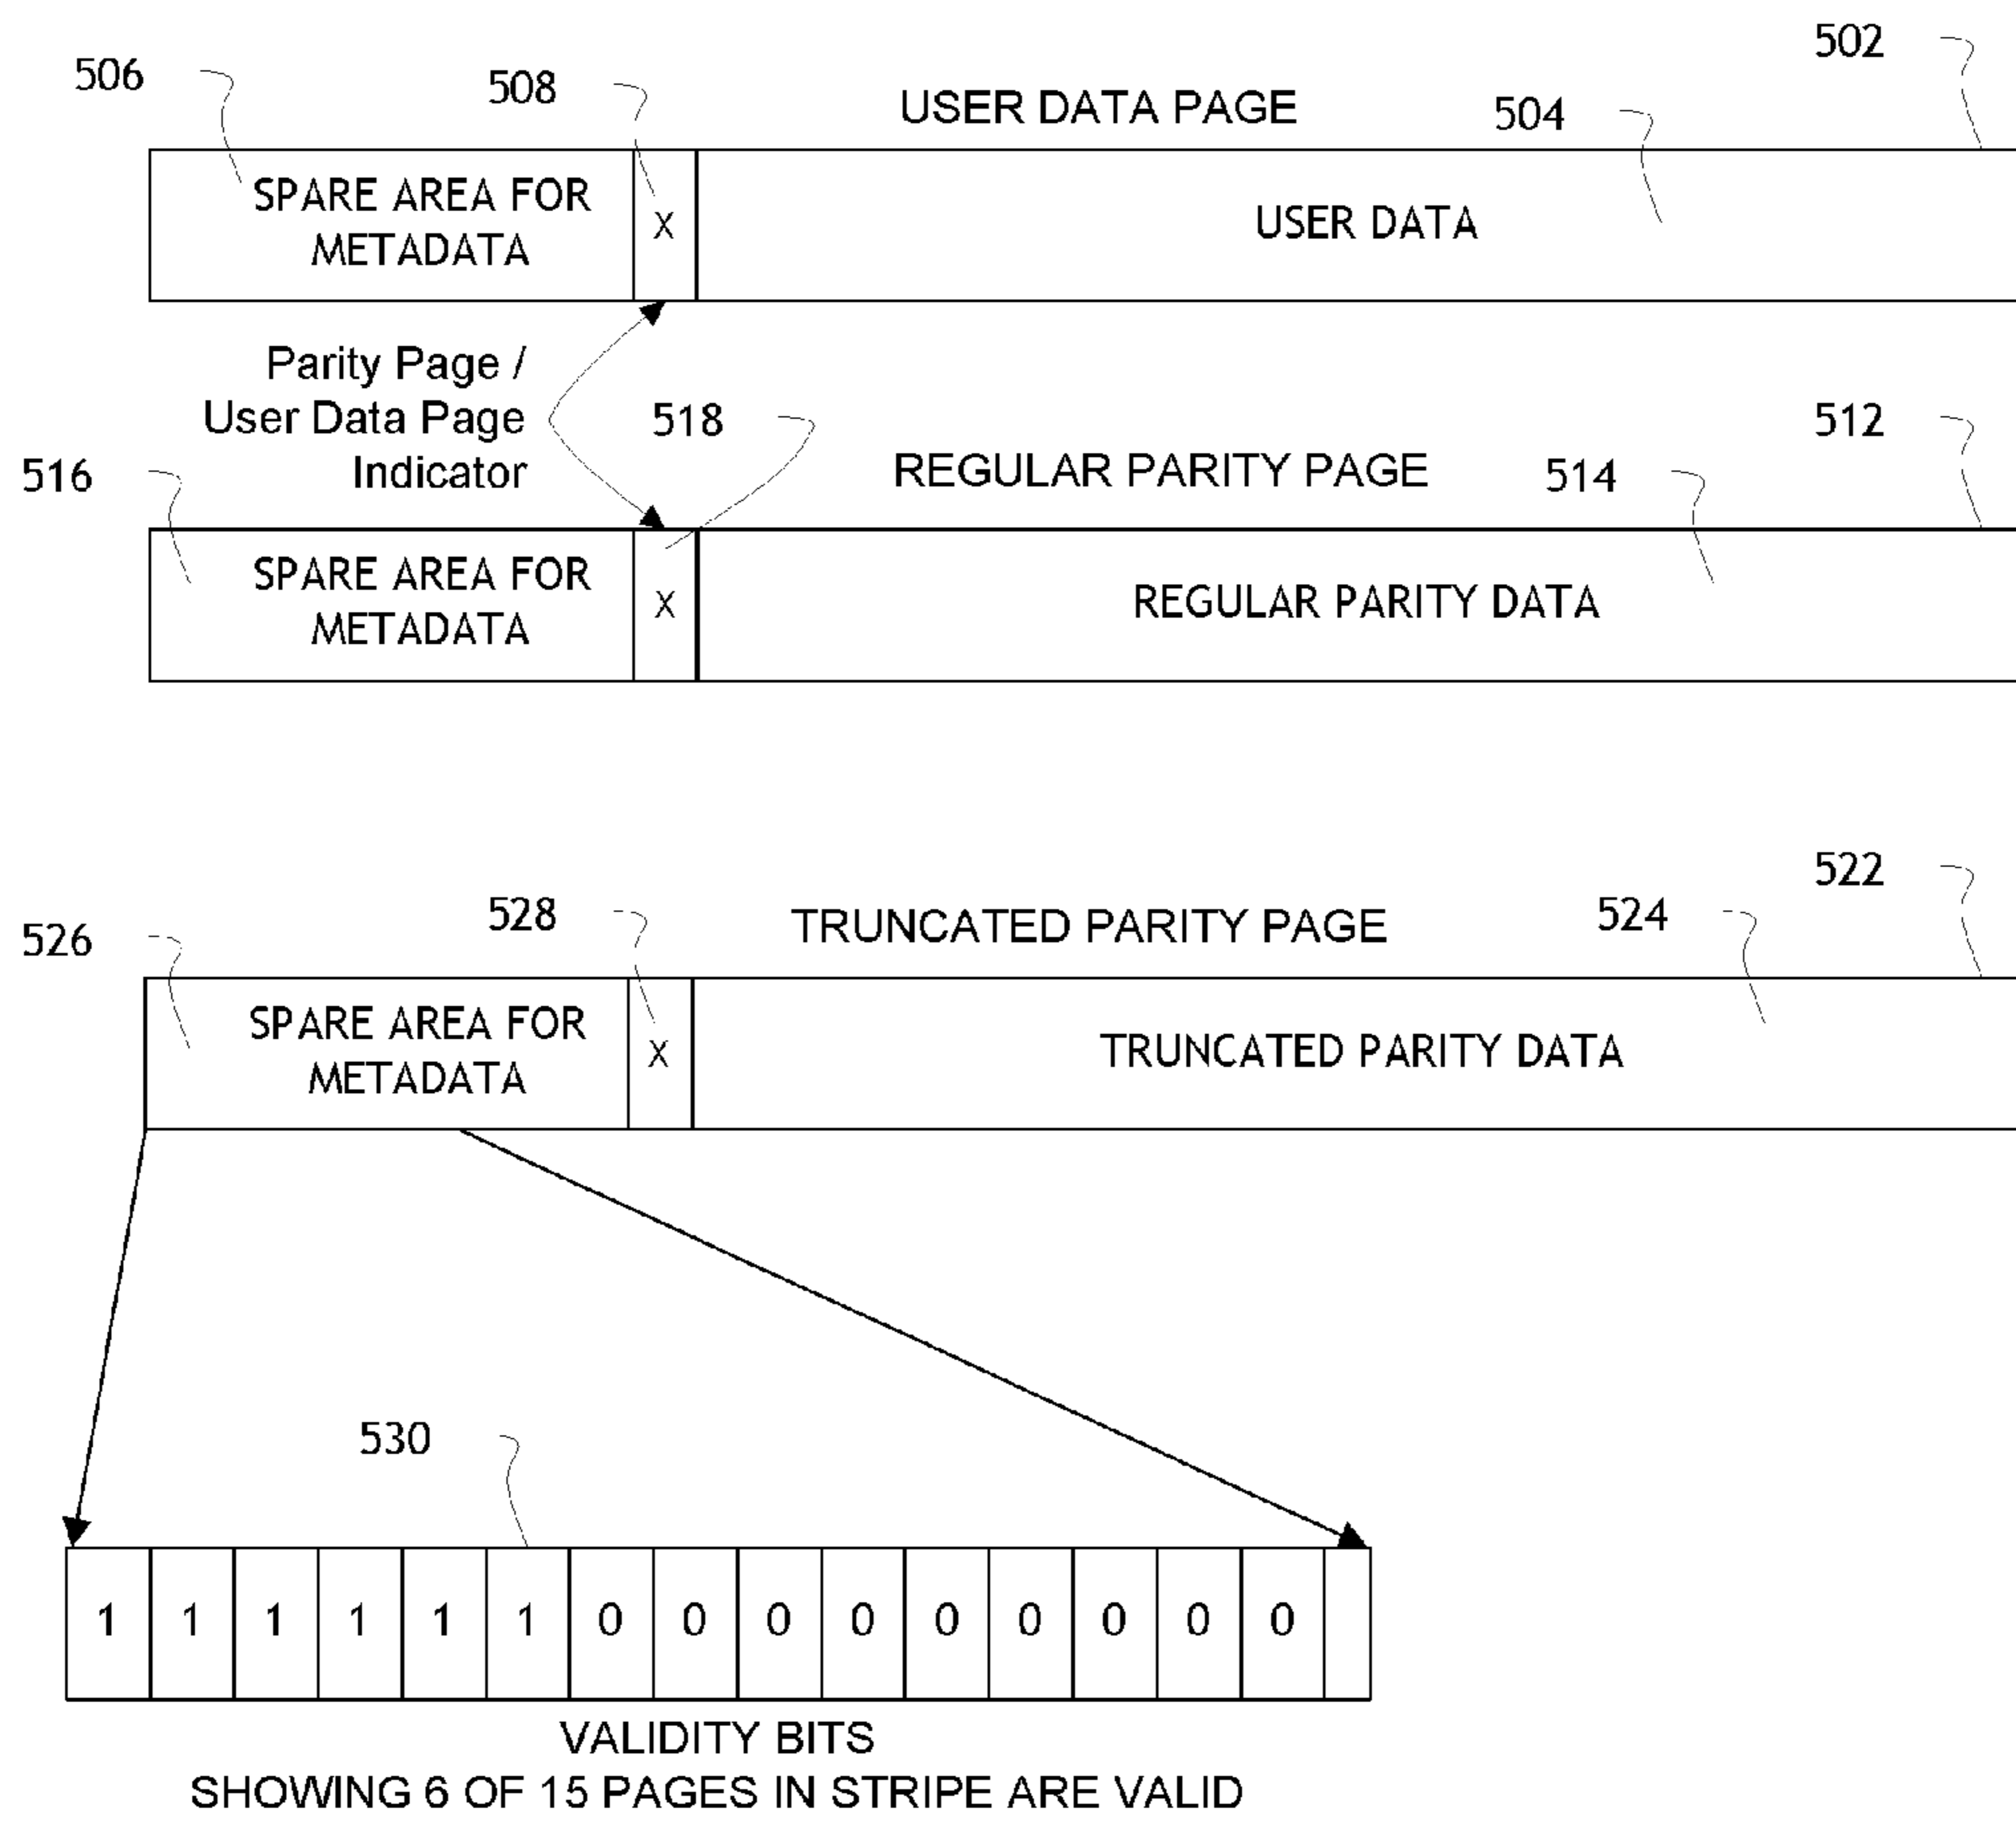 502
506
508
USER DATA PAGE
504
SPARE AREA FOR
METADATA
X
USER DATA
Parity Page /
User Data Page
Indicator
518
512
516
REGULAR PARITY PAGE
514
SPARE AREA FOR
METADATA
X
REGULAR PARITY DATA
522
526
528
TRUNCATED PARITY PAGE
524
SPARE AREA FOR
METADATA
X
TRUNCATED PARITY DATA
530
1 1 1 1 1 1 0 0 0 0 0 0 0 0 0
VALIDITY BITS
SHOWING 6 OF 15 PAGES IN STRIPE ARE VALID